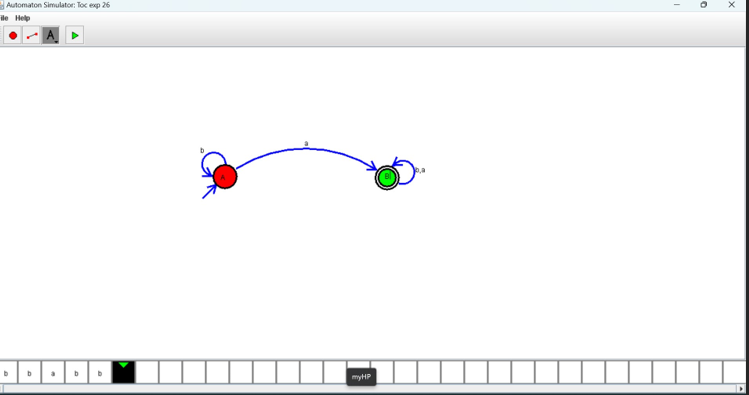 Automaton Simulator: Toc exp 26
ile Help
A
a
b
A
B
b,a
b b a b b
myHP